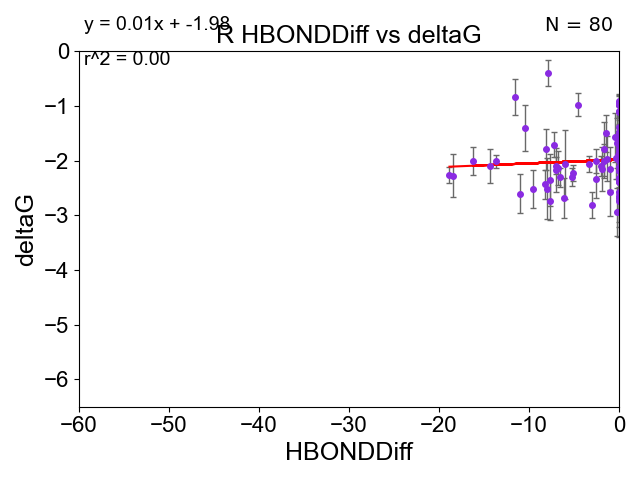 y = 0.01x + -1.98
R HBONDDiff vs deltaG
N = 80
r^2 = 0.00
0
−1
−2
−3
−4
−5
−6
deltaG
−60
−50
−40
−30
−20
−10
0
HBONDDiff